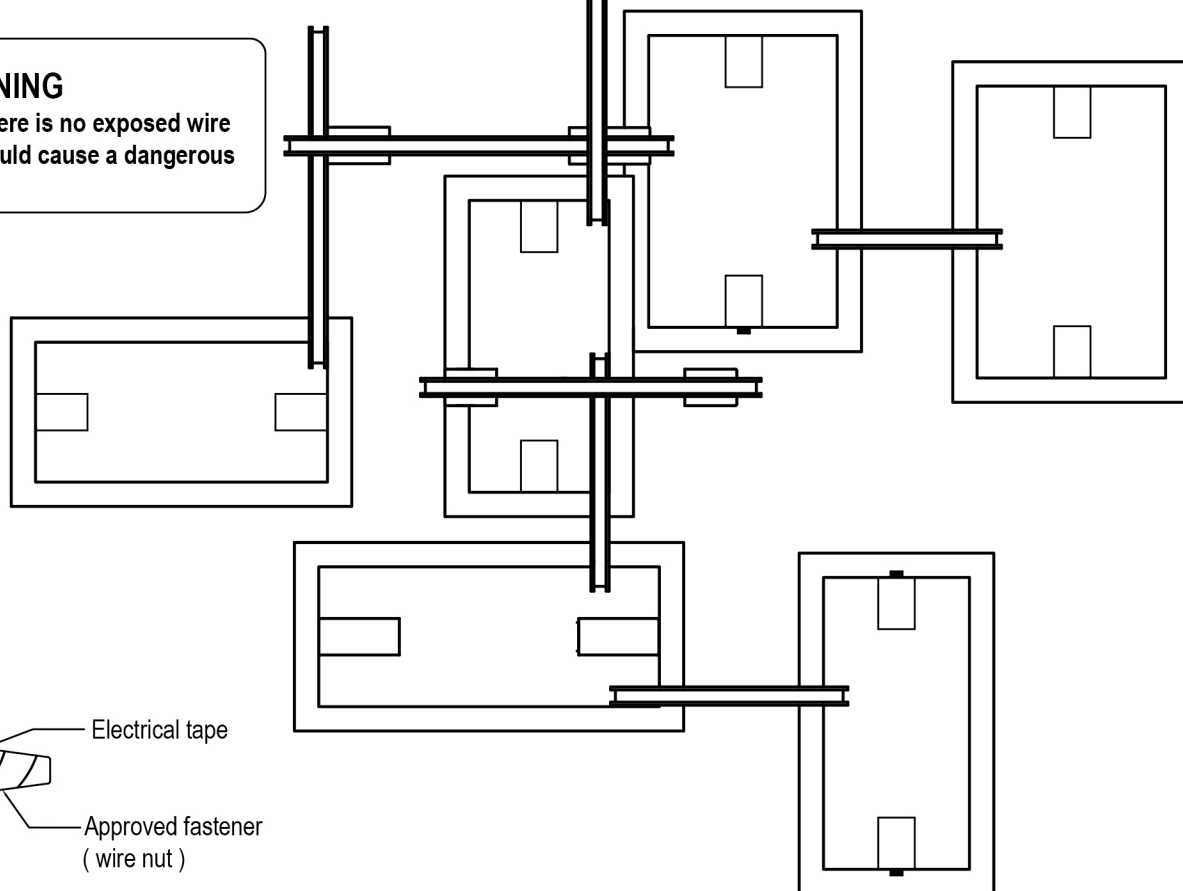 NING
ere is no exposed wire
uld cause a dangerous
Electrical tape
Approved fastener
( wire nut )